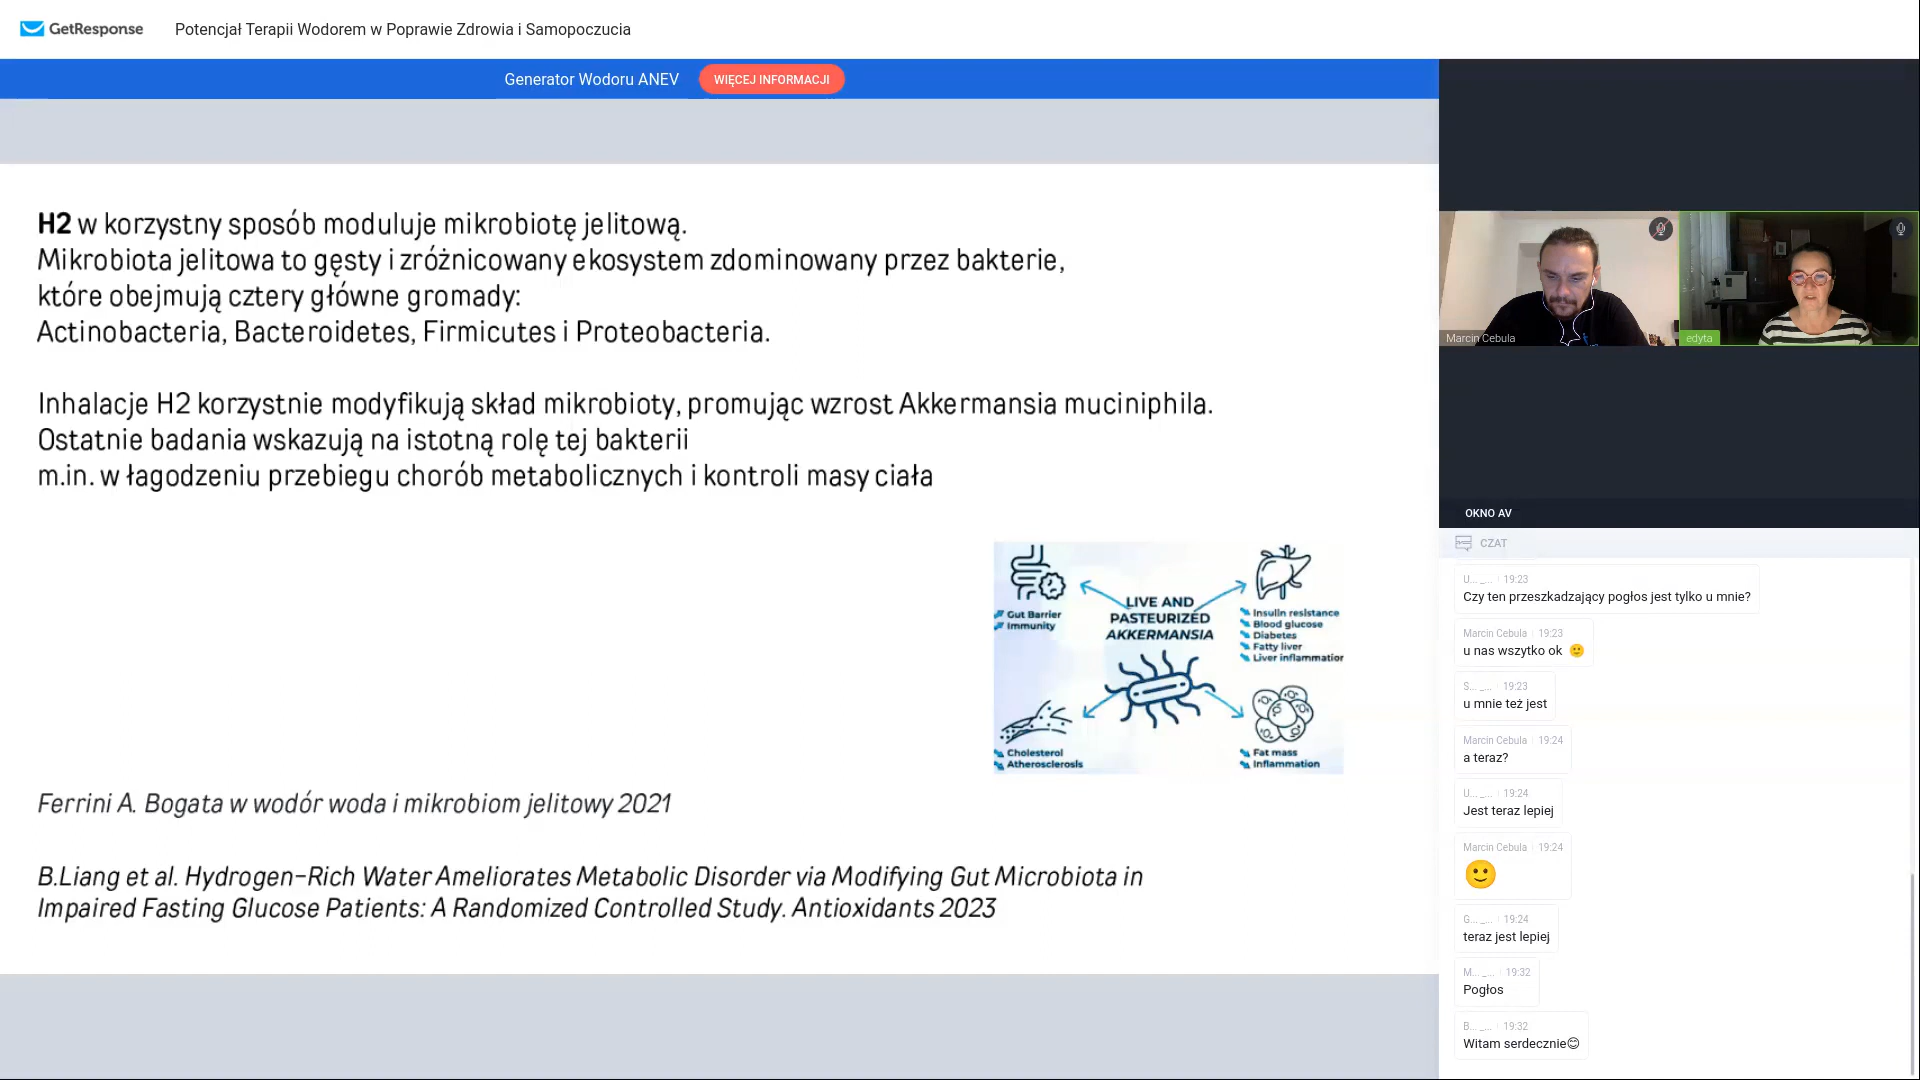 GetResponse
Potencjał Terapii Wodorem w Poprawie Zdrowia i Samopoczucia
Generator Wodoru ANEV
WIĘCEJ INFORMACJI
H2 w korzystny sposób moduluje mikrobiotę jelitową.
Mikrobiota jelitowa to gęsty i zróżnicowany ekosystem zdominowany przez bakterie,
które obejmują cztery główne gromady:
Actinobacteria, Bacteroidetes, Firmicutes i Proteobacteria.
Inhalacje H2 korzystnie modyfikują skład mikrobioty, promując wzrost Akkermansia muciniphila.
Ostatnie badania wskazują na istotną rolę tej bakterii
m.in. w łagodzeniu przebiegu chorób metabolicznych i kontroli masy ciała
Gut Barrier
Immunity
LIVE AND
PASTEURIZED
AKKERMANSIA
Insulin resistance
Blood glucose
Diabetes
Fatty liver
Liver inflammation
Cholesterol
Atherosclerosis
Fat mass
Inflammation
Ferrini A. Bogata w wodór woda i mikrobiom jelitowy 2021
B.Liang et al. Hydrogen-Rich Water Ameliorates Metabolic Disorder via Modifying Gut Microbiota in
Impaired Fasting Glucose Patients: A Randomized Controlled Study. Antioxidants 2023
Marcin Cebula
edyta
OKNO AV
CZAT
U... _... 19:23
Czy ten przeszkadzający pogłos jest tylko u mnie?
Marcin Cebula 19:23
u nas wszytko ok 🙂
S... _... 19:23
u mnie też jest
Marcin Cebula 19:24
a teraz?
U... _... 19:24
Jest teraz lepiej
Marcin Cebula 19:24
🙂
G... _... 19:24
teraz jest lepiej
M... _... 19:32
Pogłos
B... _... 19:32
Witam serdecznie😊